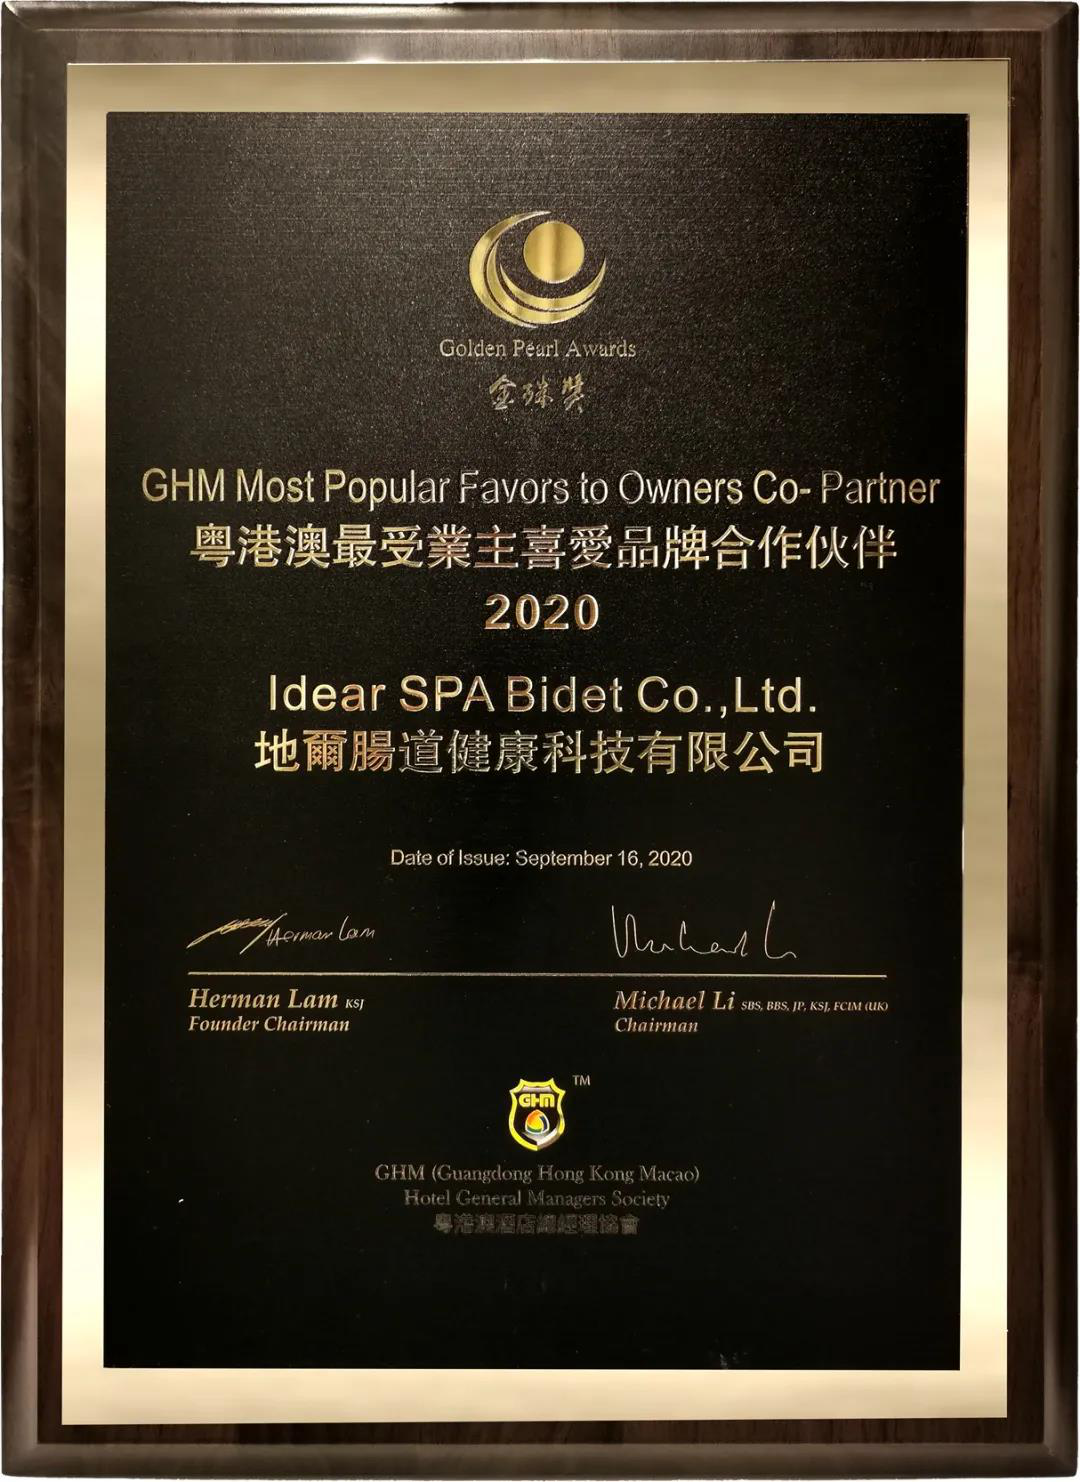 Golden Pearl Awards
金珠獎
GHM Most Popular Favors to Owners Co- Partner
粵港澳最受業主喜愛品牌合作伙伴
2020
Idear SPA Bidet Co.,Ltd.
地爾腸道健康科技有限公司
Date of Issue: September 16, 2020
Herman Lam
Michael Li
Herman Lam KSJ
Founder Chairman
Michael Li SBS, BBS, JP, KSJ, FCIM (UK)
Chairman
GHM
TM
GHM (Guangdong Hong Kong Macao)
Hotel General Managers Society
粵港澳酒店總經理協會